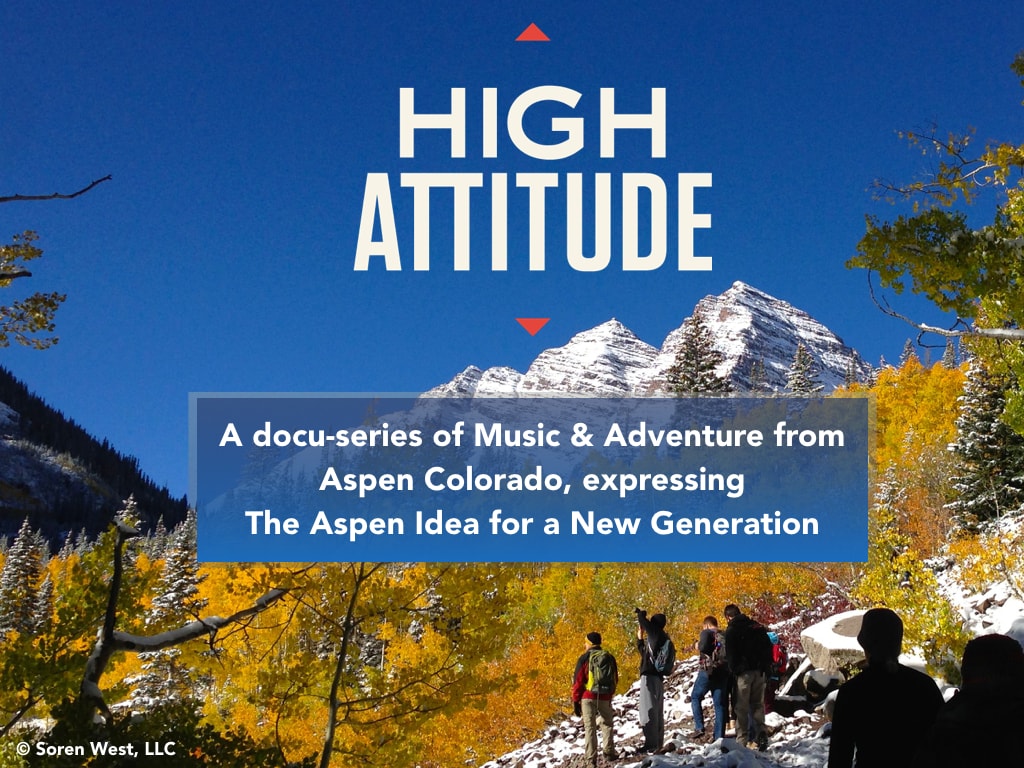 HIGH
ATTITUDE
A docu-series of Music & Adventure from
Aspen Colorado, expressing
The Aspen Idea for a New Generation
© Soren West, LLC